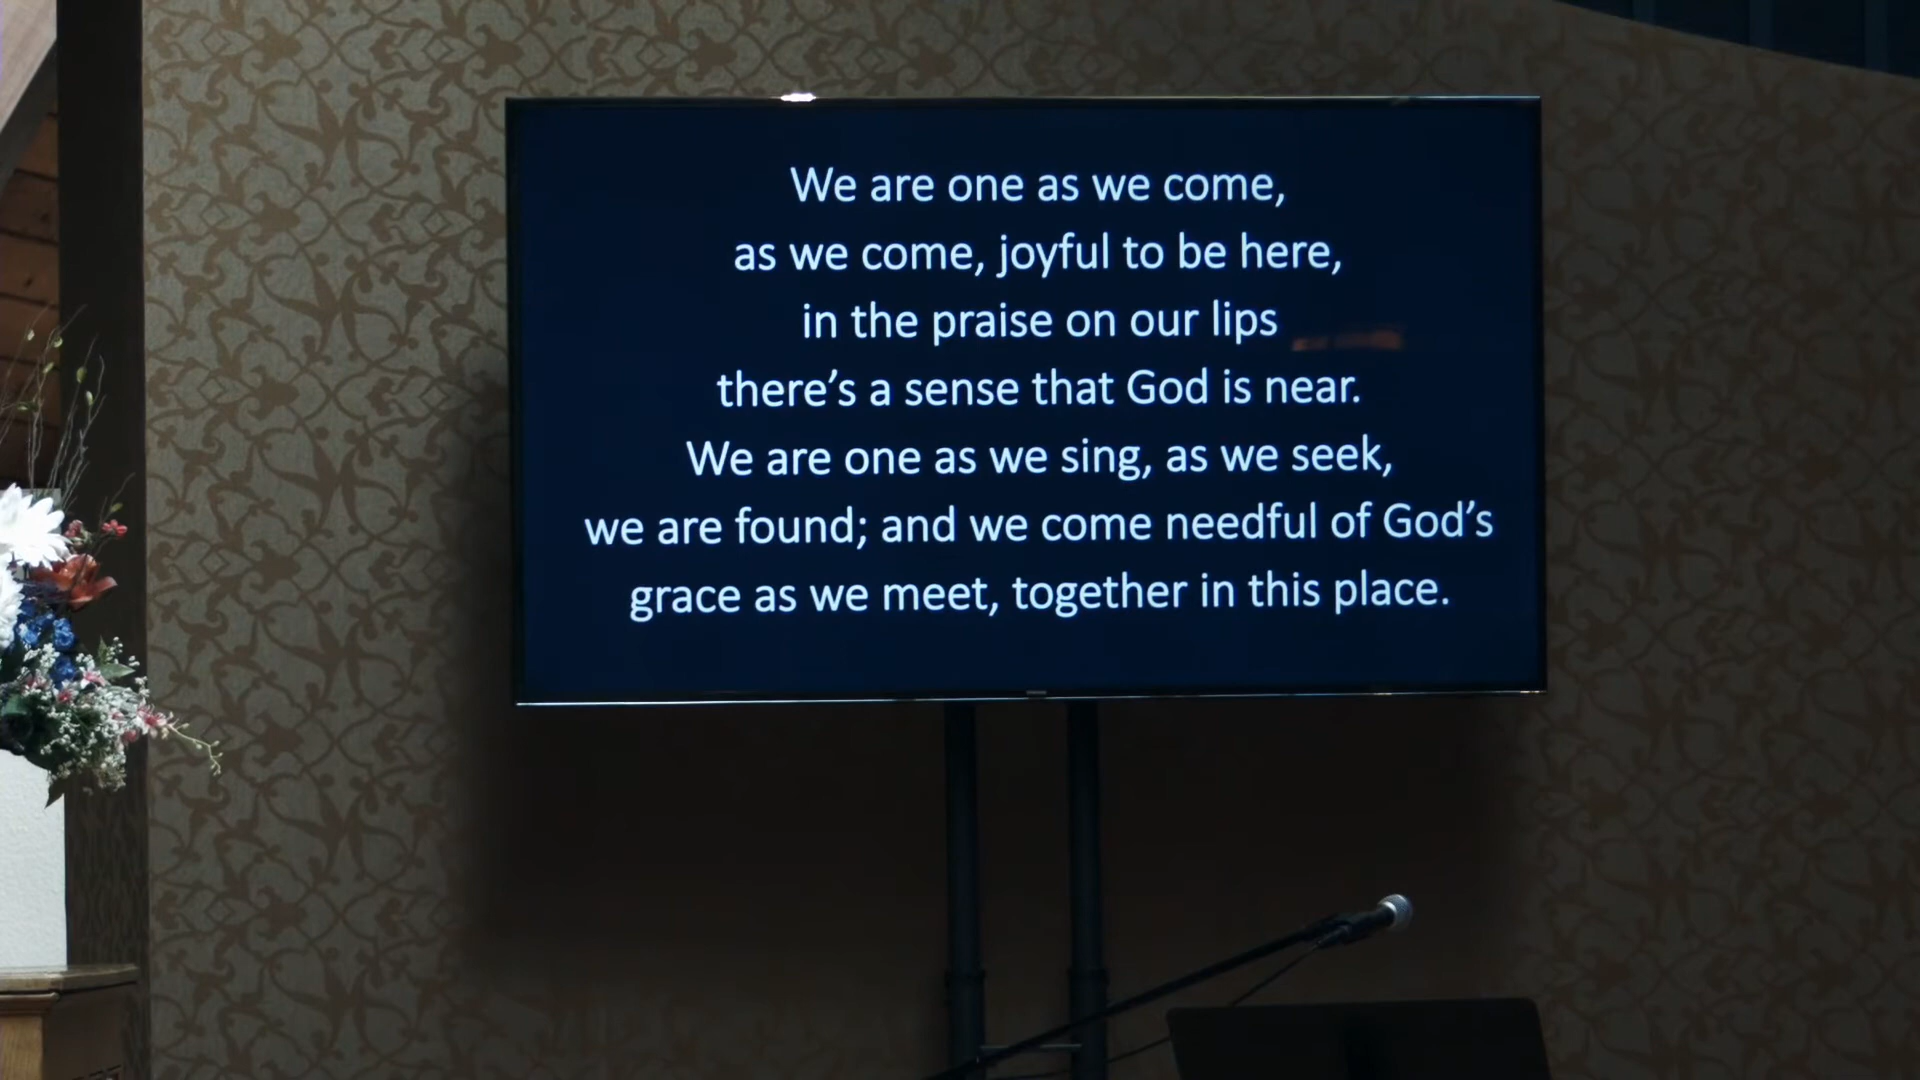 We are one as we come,
as we come, joyful to be here,
in the praise on our lips
there’s a sense that God is near.
We are one as we sing, as we seek,
we are found; and we come needful of God’s
grace as we meet, together in this place.